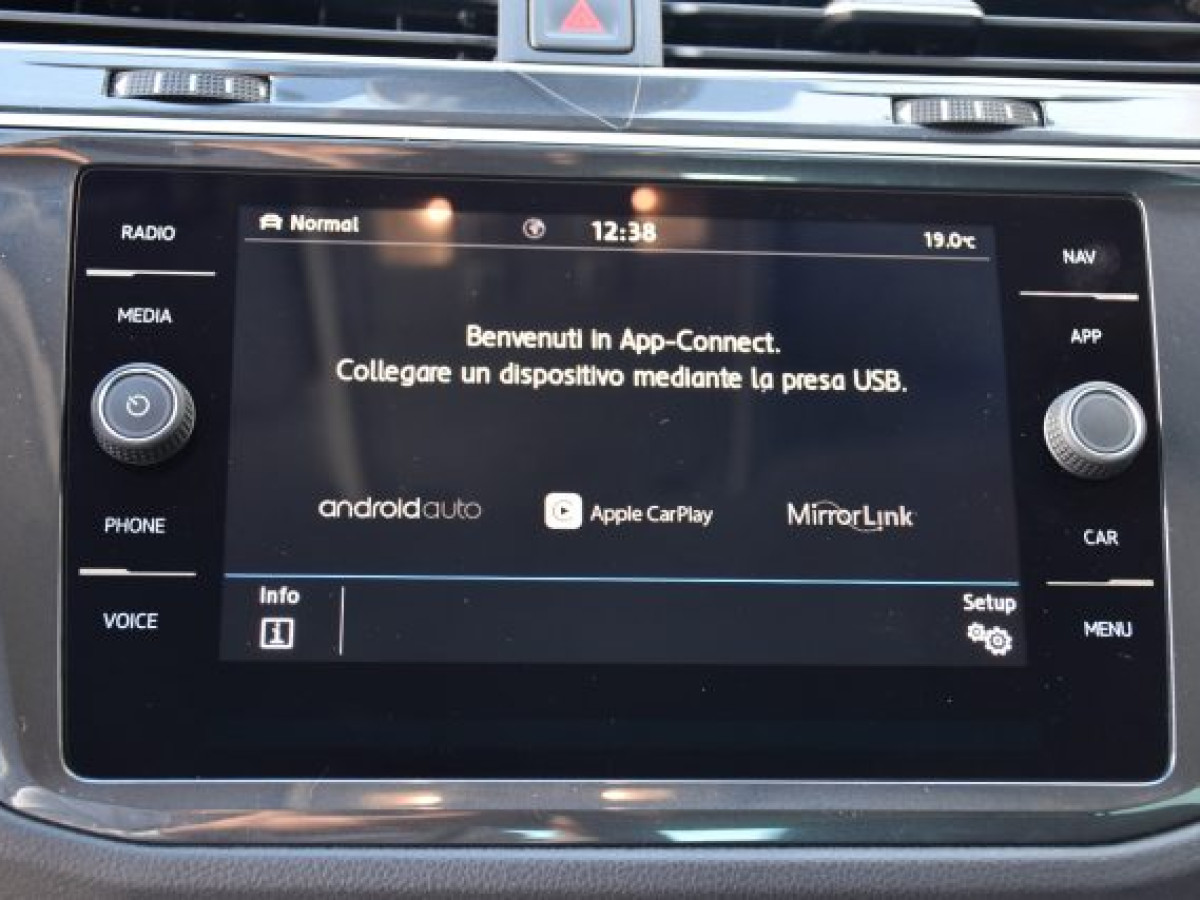 RADIO
MEDIA
PHONE
VOICE
Normal
12:38
19.0°C
Benvenuti in App-Connect.
Collegare un dispositivo mediante la presa USB.
androidauto
Apple CarPlay
MirrorLink
Info
i
Setup
NAV
APP
CAR
MENU